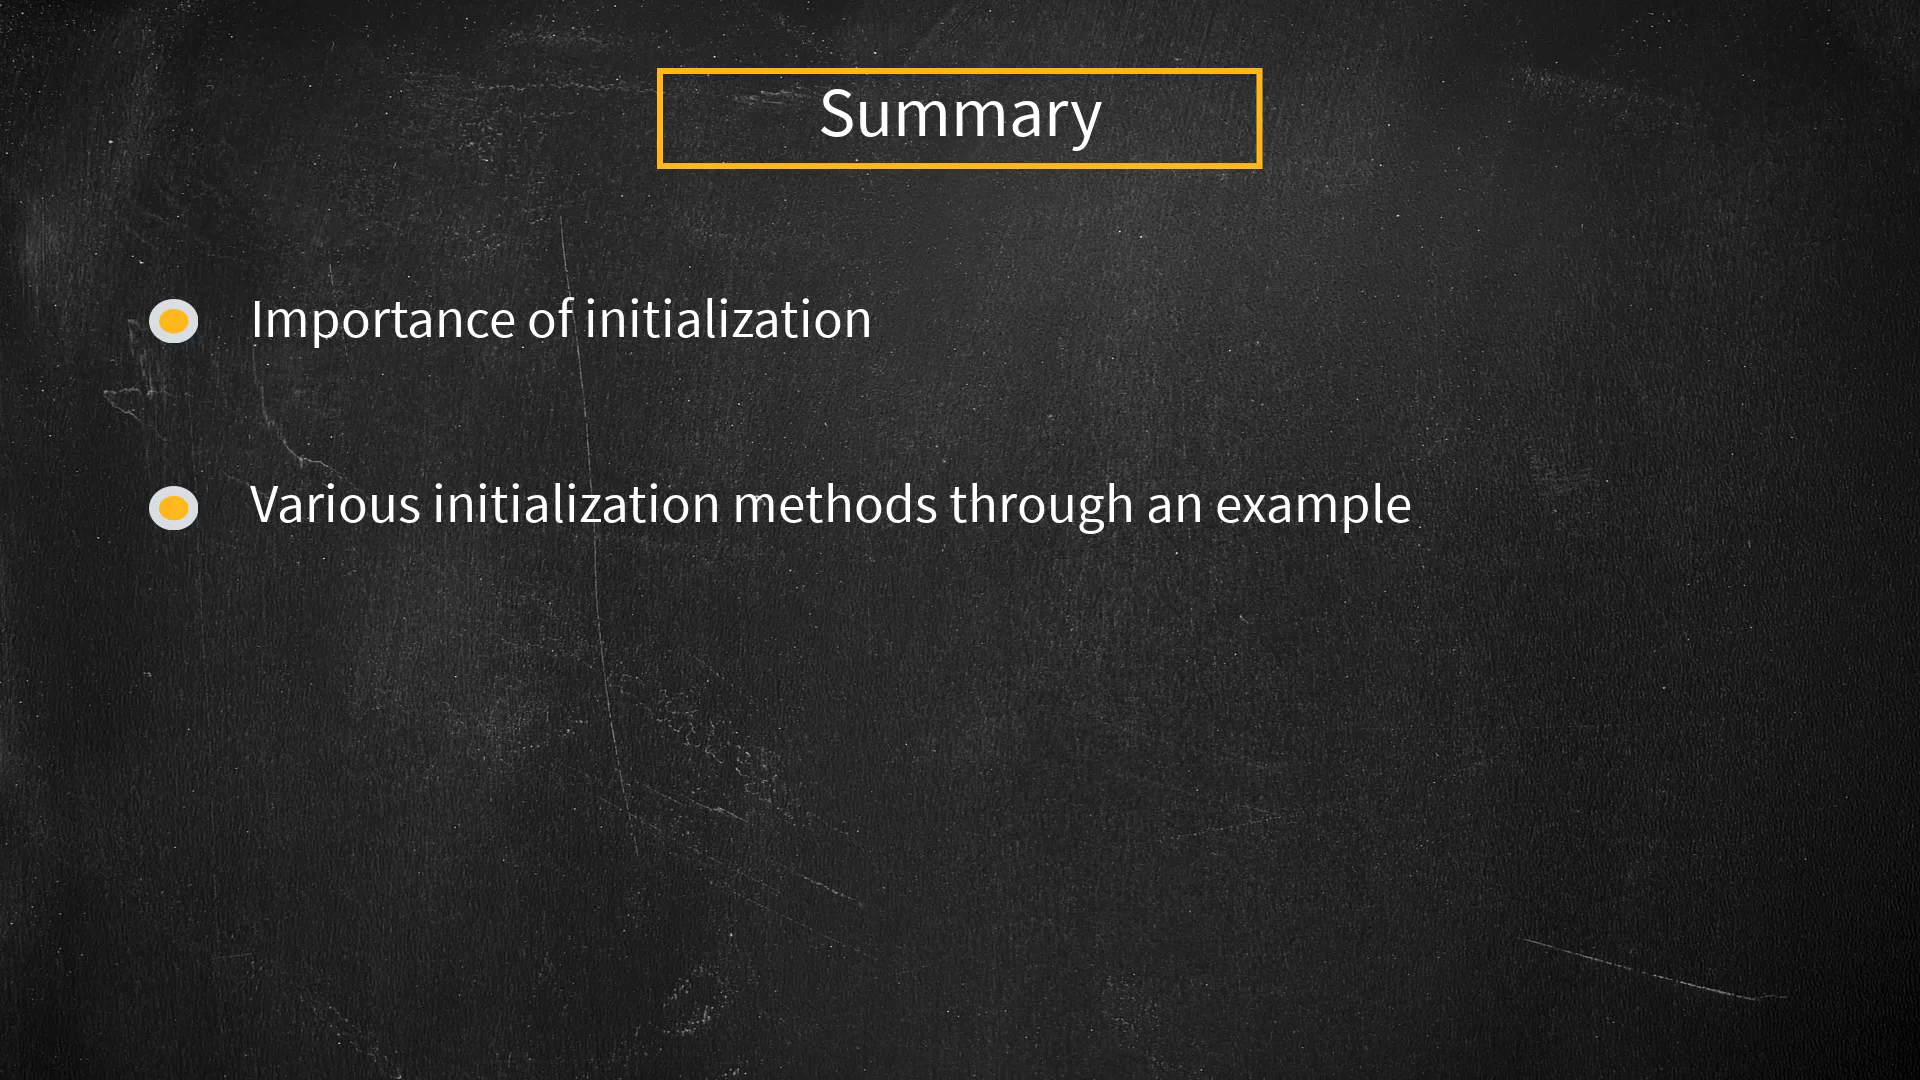 Summary
Importance of initialization
Various initialization methods through an example